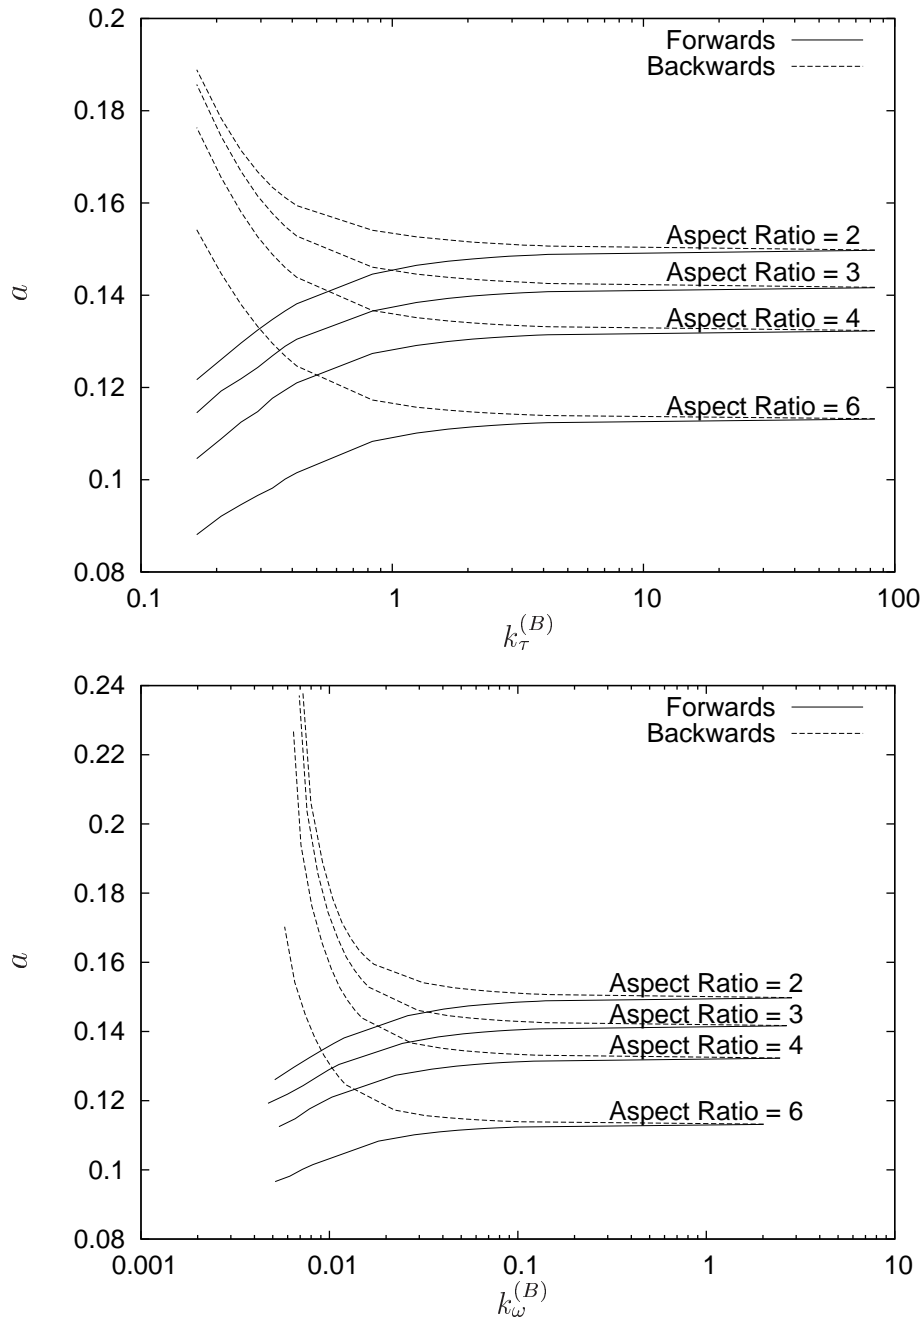 0.2
0.18
0.16
0.14
0.12
0.1
0.08
a
Forwards
Backwards
Aspect Ratio = 2
Aspect Ratio = 3
Aspect Ratio = 4
Aspect Ratio = 6
0.1 1 10 100
k_τ^(B)
0.24
0.22
0.2
0.18
0.16
0.14
0.12
0.1
0.08
a
Forwards
Backwards
Aspect Ratio = 2
Aspect Ratio = 3
Aspect Ratio = 4
Aspect Ratio = 6
0.001 0.01 0.1 1 10
k_ω^(B)